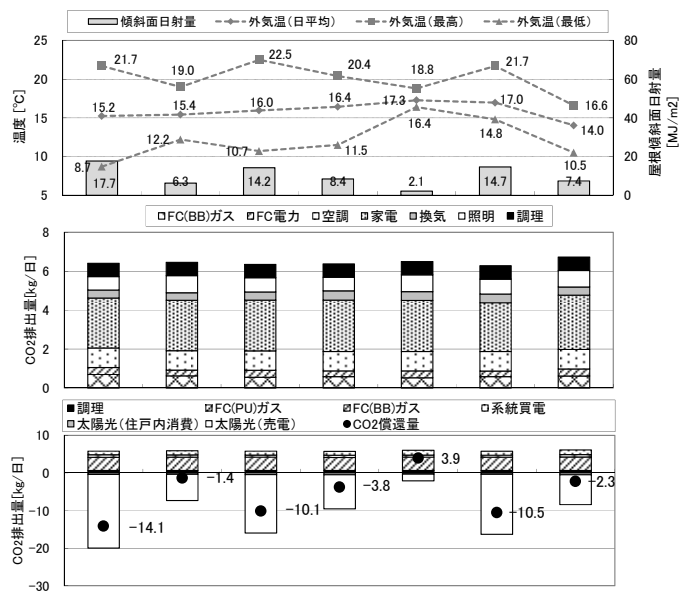 傾斜面日射量 外気温(日平均) 外気温(最高) 外気温(最低)
25 20 15 10 5
温度 [℃]
80 60 40 20 0
屋根傾斜面日射量 [MJ/m2]
21.7 19.0 22.5 20.4 18.8 21.7 16.6
15.2 15.4 16.0 16.4 17.3 17.0 14.0
8.7 12.2 10.7 11.5 16.4 14.8 10.5
17.7 6.3 14.2 8.4 2.1 14.7 7.4
FC(BB)ガス FC電力 空調 家電 換気 照明 調理
8 6 4 2 0
CO2排出量[kg/日]
調理 FC(PU)ガス FC(BB)ガス 系統買電
太陽光(住戸内消費) 太陽光(売電) CO2償還量
10 0 -10 -20 -30
CO2排出量[kg/日]
-14.1 -1.4 -10.1 -3.8 3.9 -10.5 -2.3